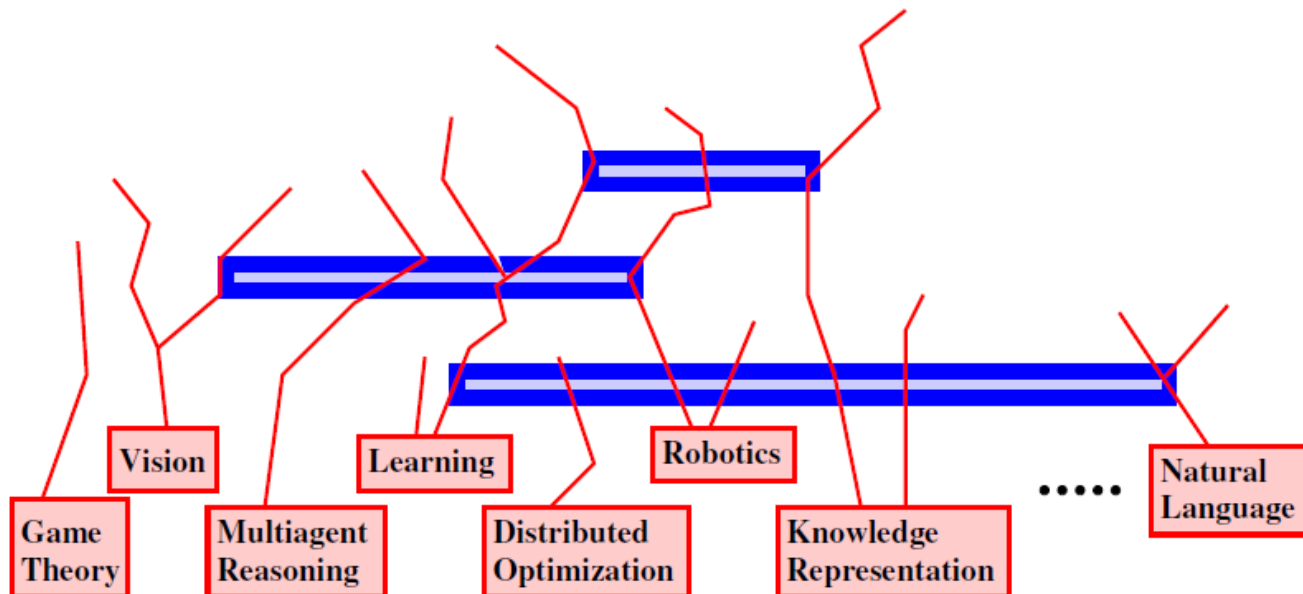 Vision
Learning
Robotics
Natural
Language
Game
Theory
Multiagent
Reasoning
Distributed
Optimization
Knowledge
Representation